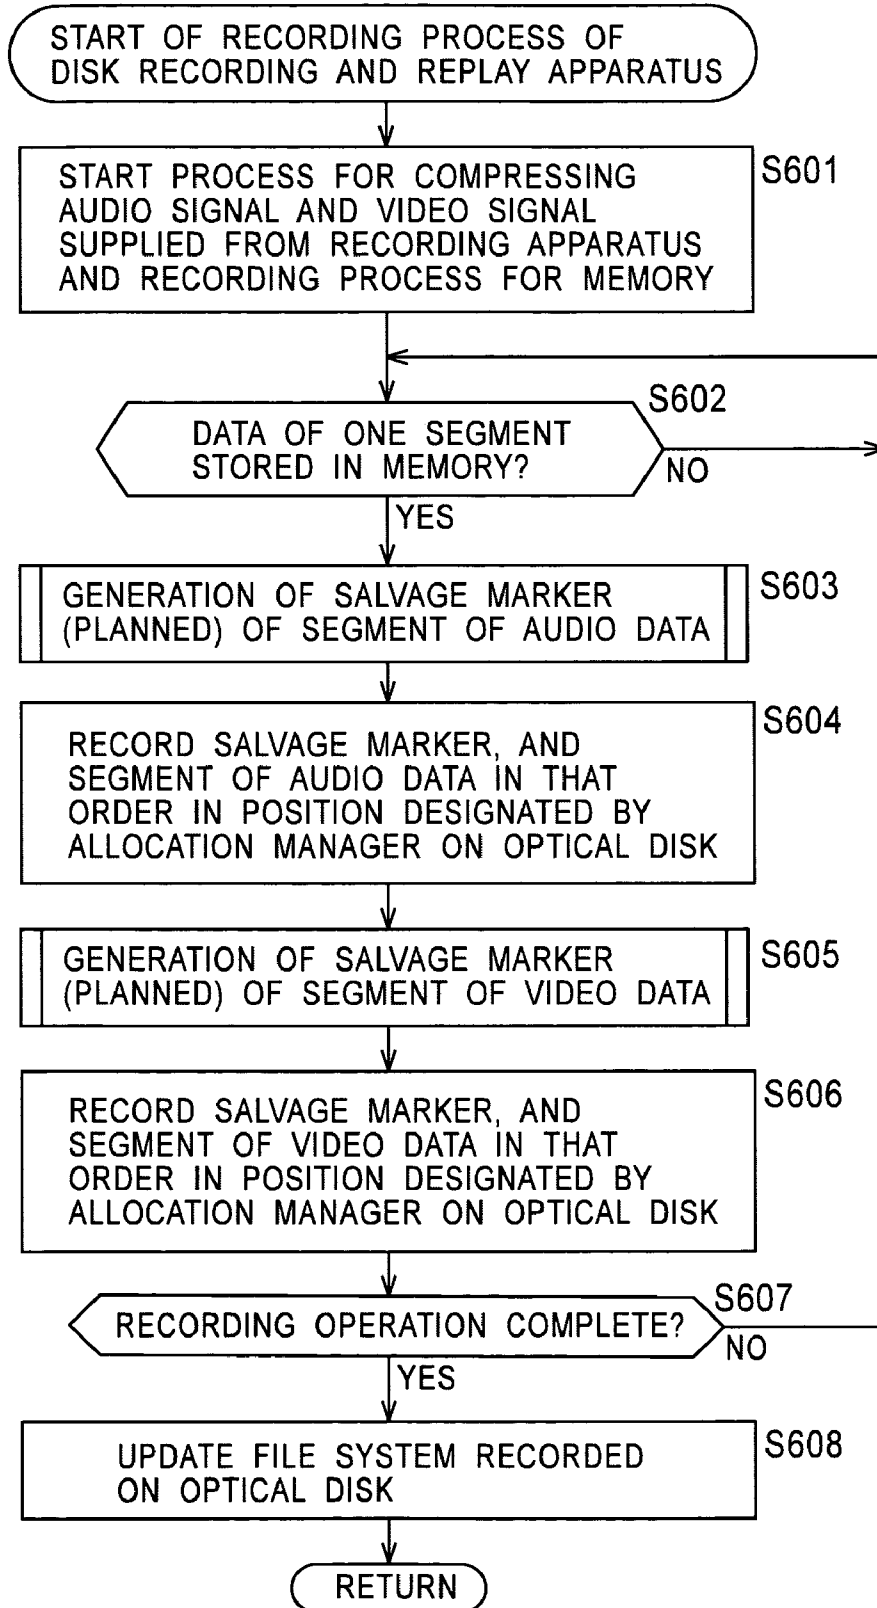 START OF RECORDING PROCESS OF
DISK RECORDING AND REPLAY APPARATUS
S601
START PROCESS FOR COMPRESSING
AUDIO SIGNAL AND VIDEO SIGNAL
SUPPLIED FROM RECORDING APPARATUS
AND RECORDING PROCESS FOR MEMORY
S602
DATA OF ONE SEGMENT
STORED IN MEMORY?
NO
YES
S603
GENERATION OF SALVAGE MARKER
(PLANNED) OF SEGMENT OF AUDIO DATA
S604
RECORD SALVAGE MARKER, AND
SEGMENT OF AUDIO DATA IN THAT
ORDER IN POSITION DESIGNATED BY
ALLOCATION MANAGER ON OPTICAL DISK
S605
GENERATION OF SALVAGE MARKER
(PLANNED) OF SEGMENT OF VIDEO DATA
S606
RECORD SALVAGE MARKER, AND
SEGMENT OF VIDEO DATA IN THAT
ORDER IN POSITION DESIGNATED BY
ALLOCATION MANAGER ON OPTICAL DISK
S607
RECORDING OPERATION COMPLETE?
NO
YES
S608
UPDATE FILE SYSTEM RECORDED
ON OPTICAL DISK
RETURN